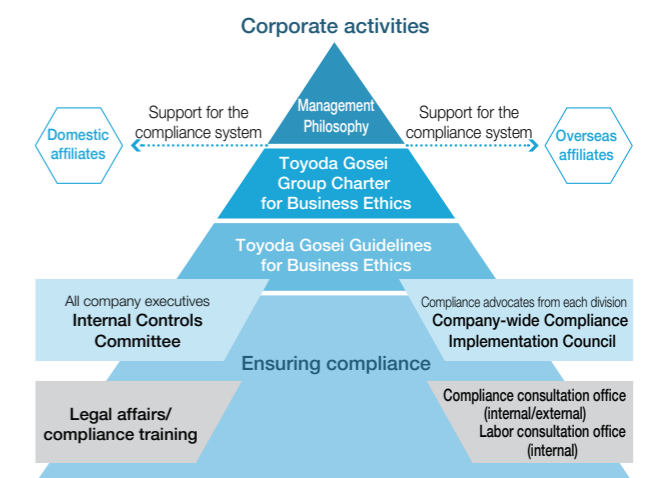 Corporate activities
Management
Philosophy
Support for the
compliance system
Support for the
compliance system
Domestic
affiliates
Overseas
affiliates
Toyoda Gosei
Group Charter
for Business Ethics
Toyoda Gosei Guidelines
for Business Ethics
All company executives
Internal Controls
Committee
Compliance advocates from each division
Company-wide Compliance
Implementation Council
Ensuring compliance
Legal affairs/
compliance training
Compliance consultation office
(internal/external)
Labor consultation office
(internal)